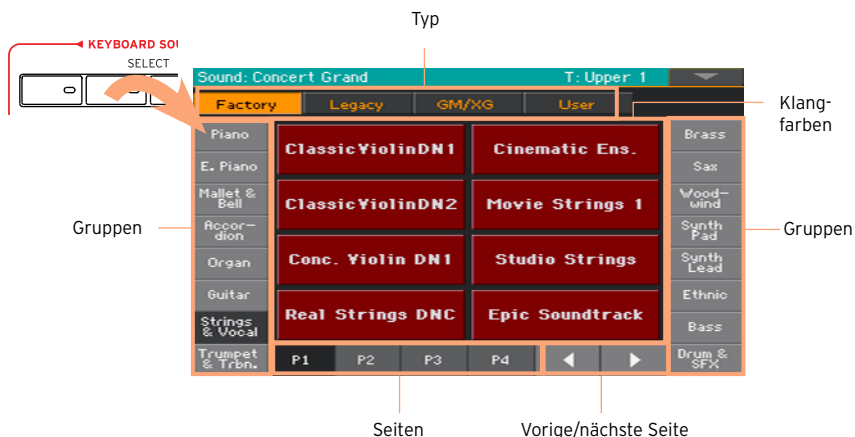 Typ
KEYBOARD SOU
SELECT
Sound: Concert Grand T: Upper 1
Factory Legacy GM/XG User
Klang-
farben
Piano
E. Piano
Mallet &
Bell
Accor-
dion
Organ
Guitar
Strings
& Vocal
Trumpet
& Trbn.
ClassicViolinDN1 Cinematic Ens.
ClassicViolinDN2 Movie Strings 1
Conc. Violin DN1 Studio Strings
Real Strings DNC Epic Soundtrack
Brass
Sax
Wood-
wind
Synth
Pad
Synth
Lead
Ethnic
Bass
Drum &
SFX
Gruppen
Gruppen
P1 P2 P3 P4
Seiten
Vorige/nächste Seite